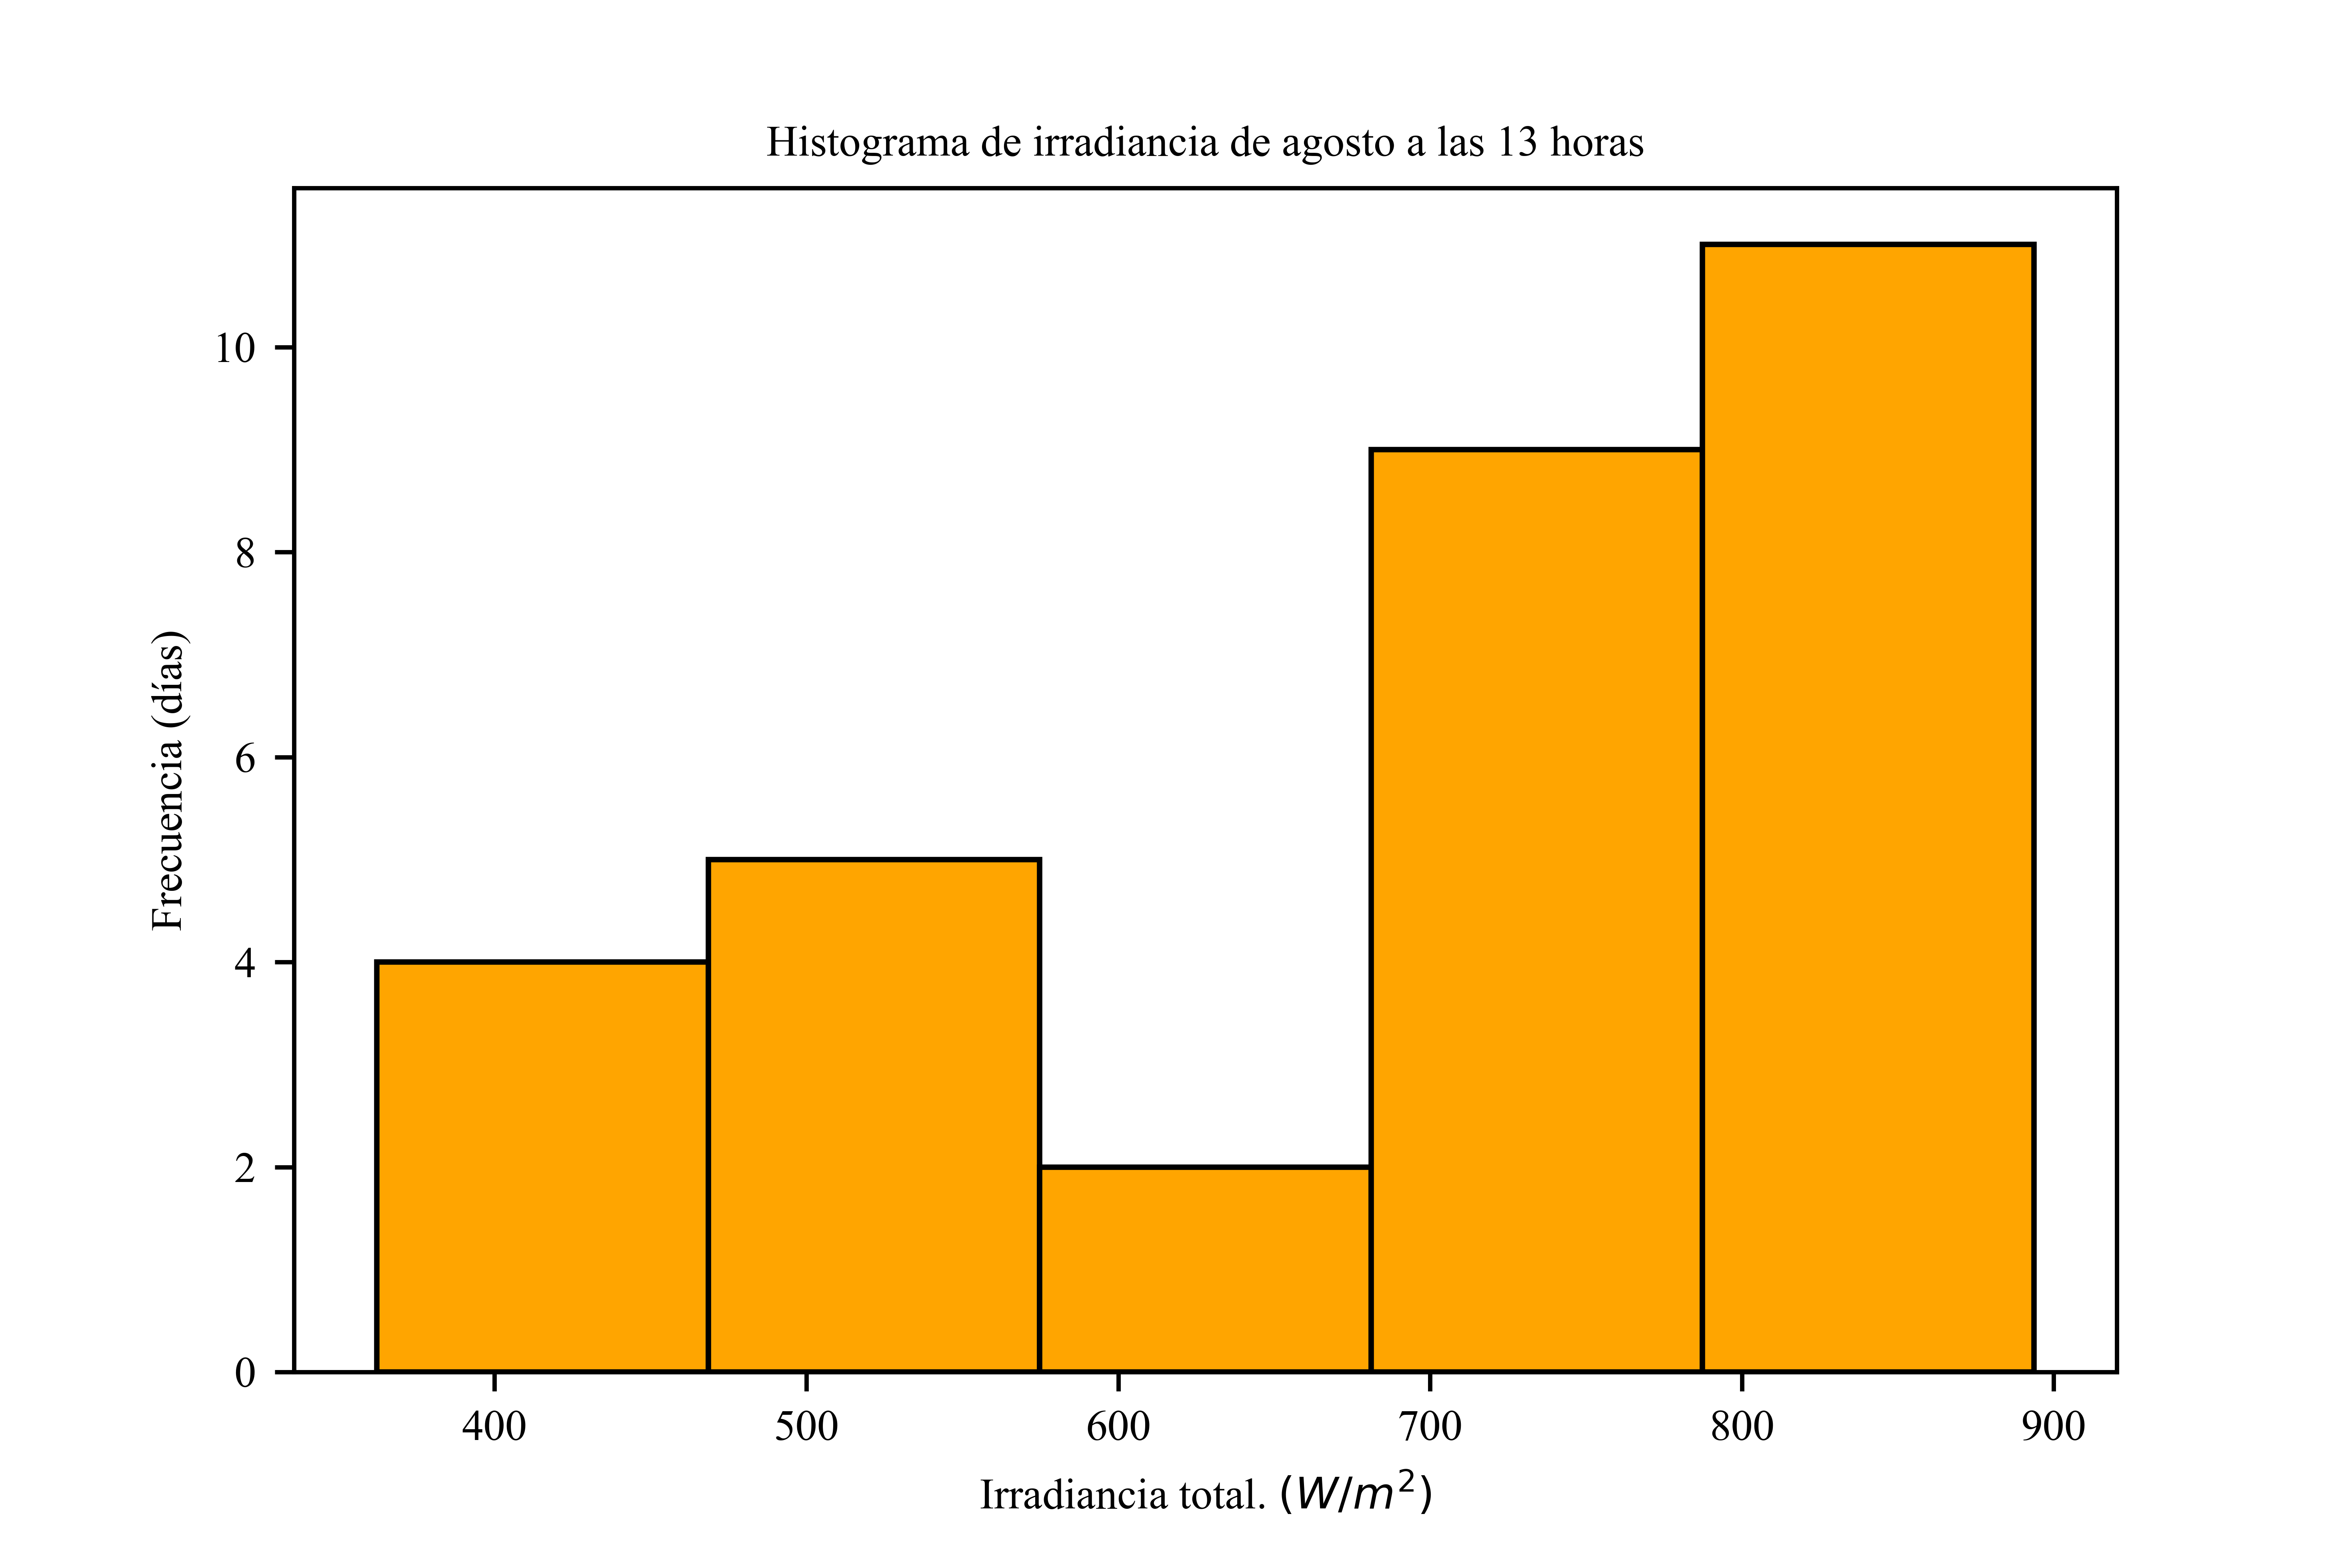 Histograma de irradiancia de agosto a las 13 horas
10
8
6
4
2
0
Frecuencia (días)
400 500 600 700 800 900
Irradiancia total. (W/m²)